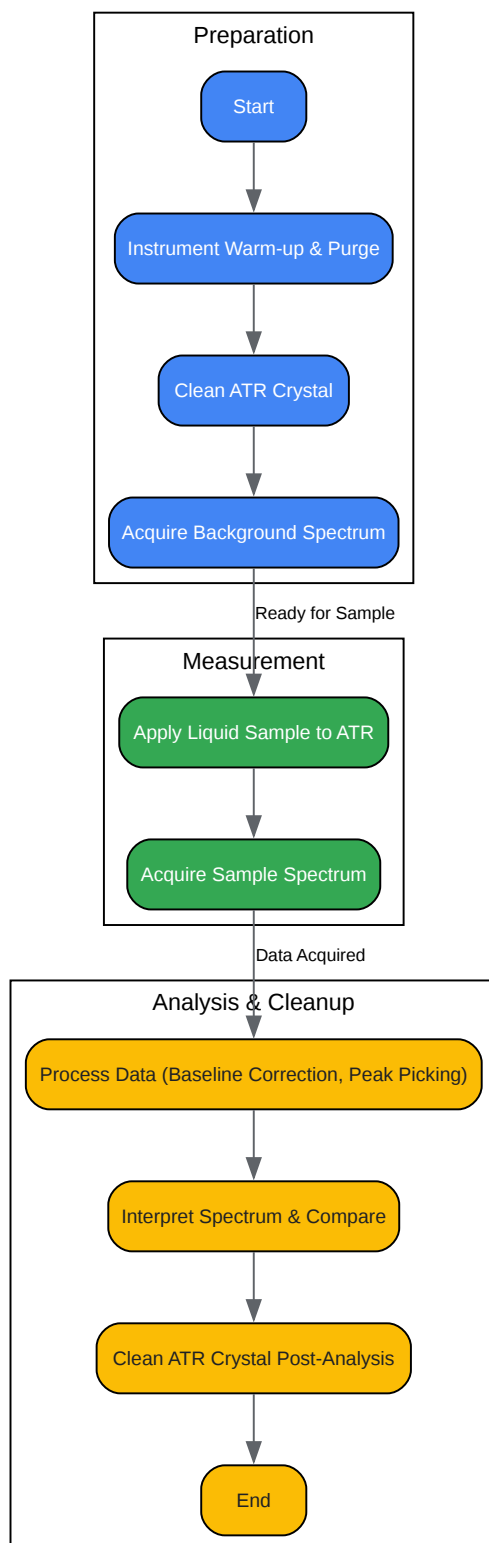 Preparation
Start
Instrument Warm-up & Purge
Clean ATR Crystal
Acquire Background Spectrum
Ready for Sample
Measurement
Apply Liquid Sample to ATR
Acquire Sample Spectrum
Data Acquired
Analysis & Cleanup
Process Data (Baseline Correction, Peak Picking)
Interpret Spectrum & Compare
Clean ATR Crystal Post-Analysis
End